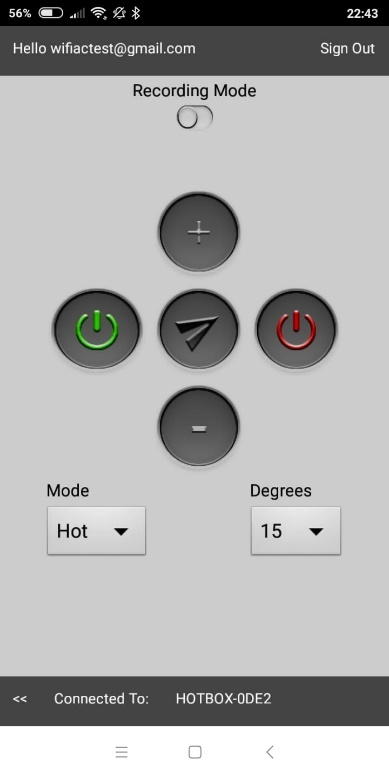 56% 22:43
Hello wifiactest@gmail.com Sign Out
Recording Mode
+
-
Mode Degrees
Hot 15
<< Connected To: HOTBOX-0DE2